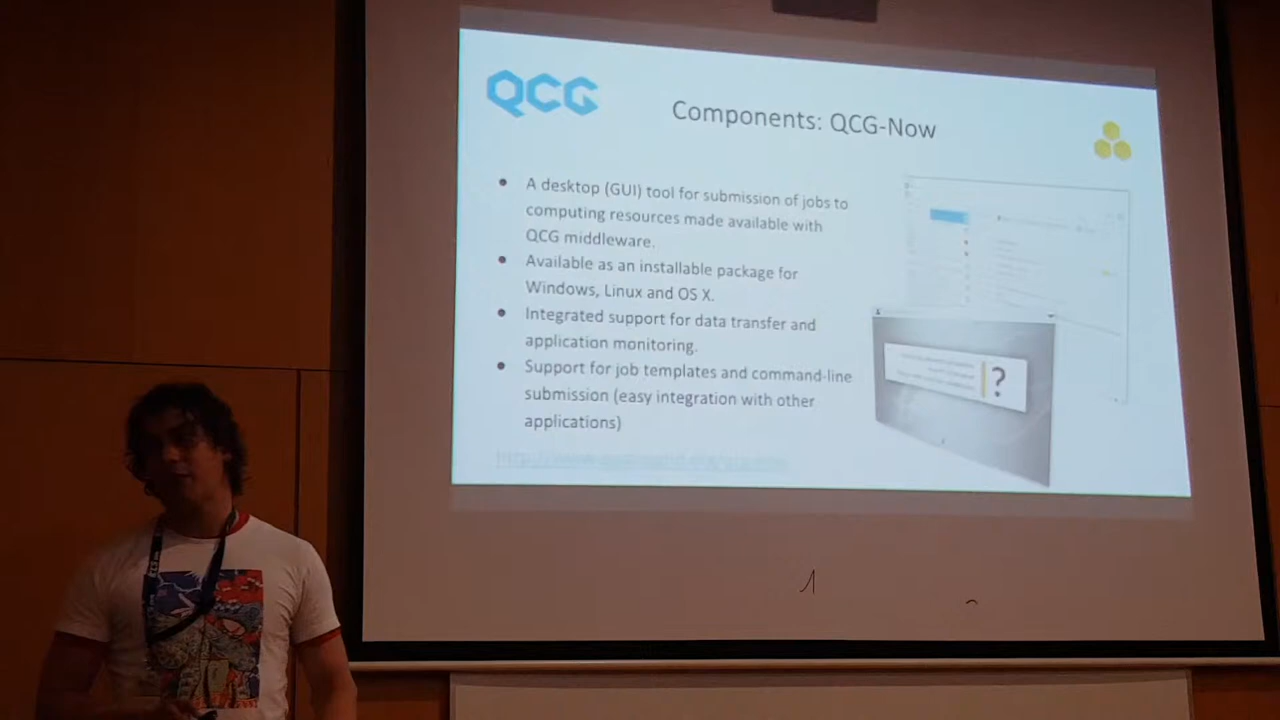 QCG
Components: QCG-Now
● A desktop (GUI) tool for submission of jobs to
computing resources made available with
QCG middleware.
● Available as an installable package for
Windows, Linux and OS X.
● Integrated support for data transfer and
application monitoring.
● Support for job templates and command-line
submission (easy integration with other
applications)
?
1